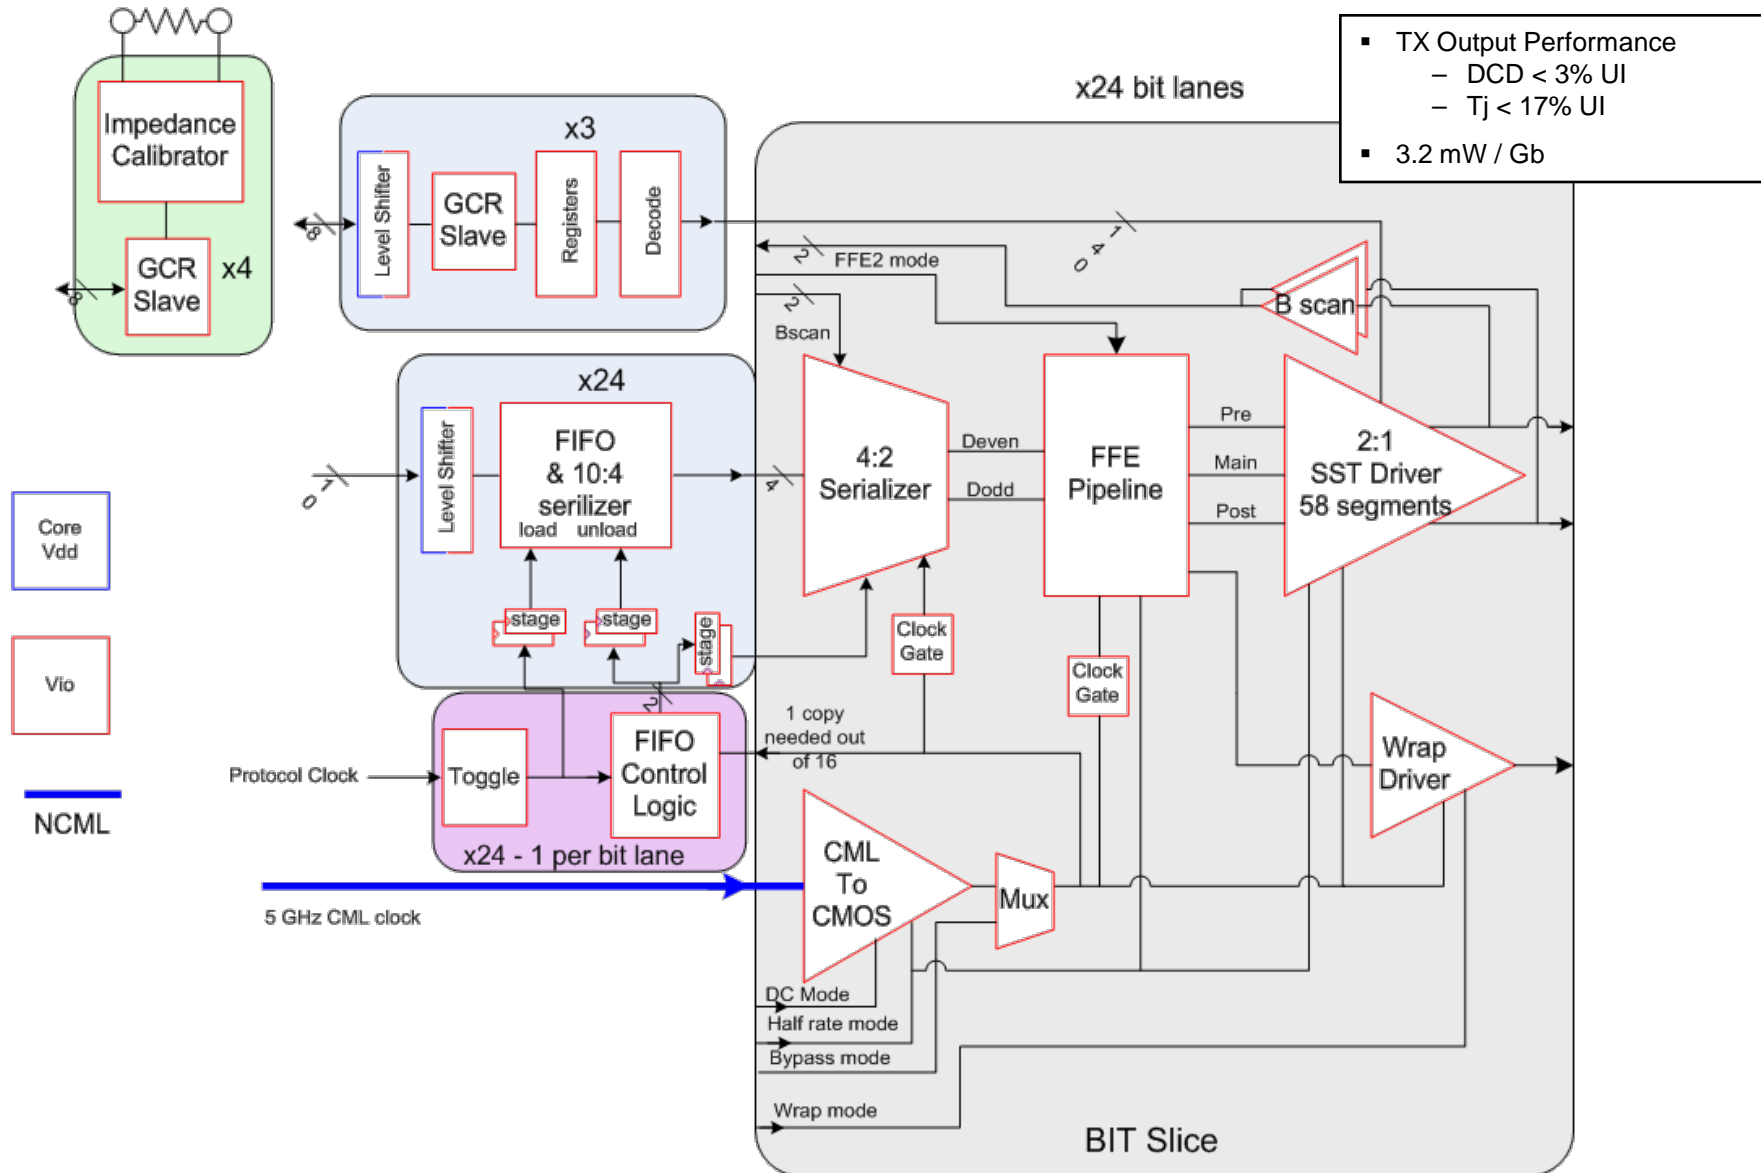 ▪ TX Output Performance
– DCD < 3% UI
– Tj < 17% UI
▪ 3.2 mW / Gb
x24 bit lanes
Impedance
Calibrator
GCR
Slave
x4
8
x3
8
Level Shifter
GCR
Slave
Registers
Decode
140
2
FFE2 mode
2
Bscan
B scan
x24
10
Level Shifter
FIFO
& 10:4
serilizer
load unload
stage
stage
stage
4
4:2
Serializer
Deven
Dodd
FFE
Pipeline
Pre
Main
Post
2:1
SST Driver
58 segments
Core
Vdd
Vio
NCML
Clock
Gate
Clock
Gate
2
Protocol Clock
Toggle
FIFO
Control
Logic
x24 - 1 per bit lane
1 copy
needed out
of 16
Wrap
Driver
5 GHz CML clock
CML
To
CMOS
Mux
DC Mode
Half rate mode
Bypass mode
Wrap mode
BIT Slice